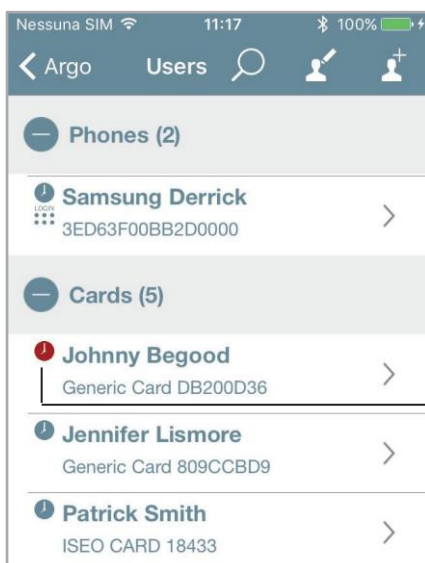 Nessuna SIM 11:17 100%
Argo Users
Phones (2)
Samsung Derrick
LOGIN
3ED63F00BB2D0000
Cards (5)
Johnny Begood
Generic Card DB200D36
Jennifer Lismore
Generic Card 809CCBD9
Patrick Smith
ISEO CARD 18433